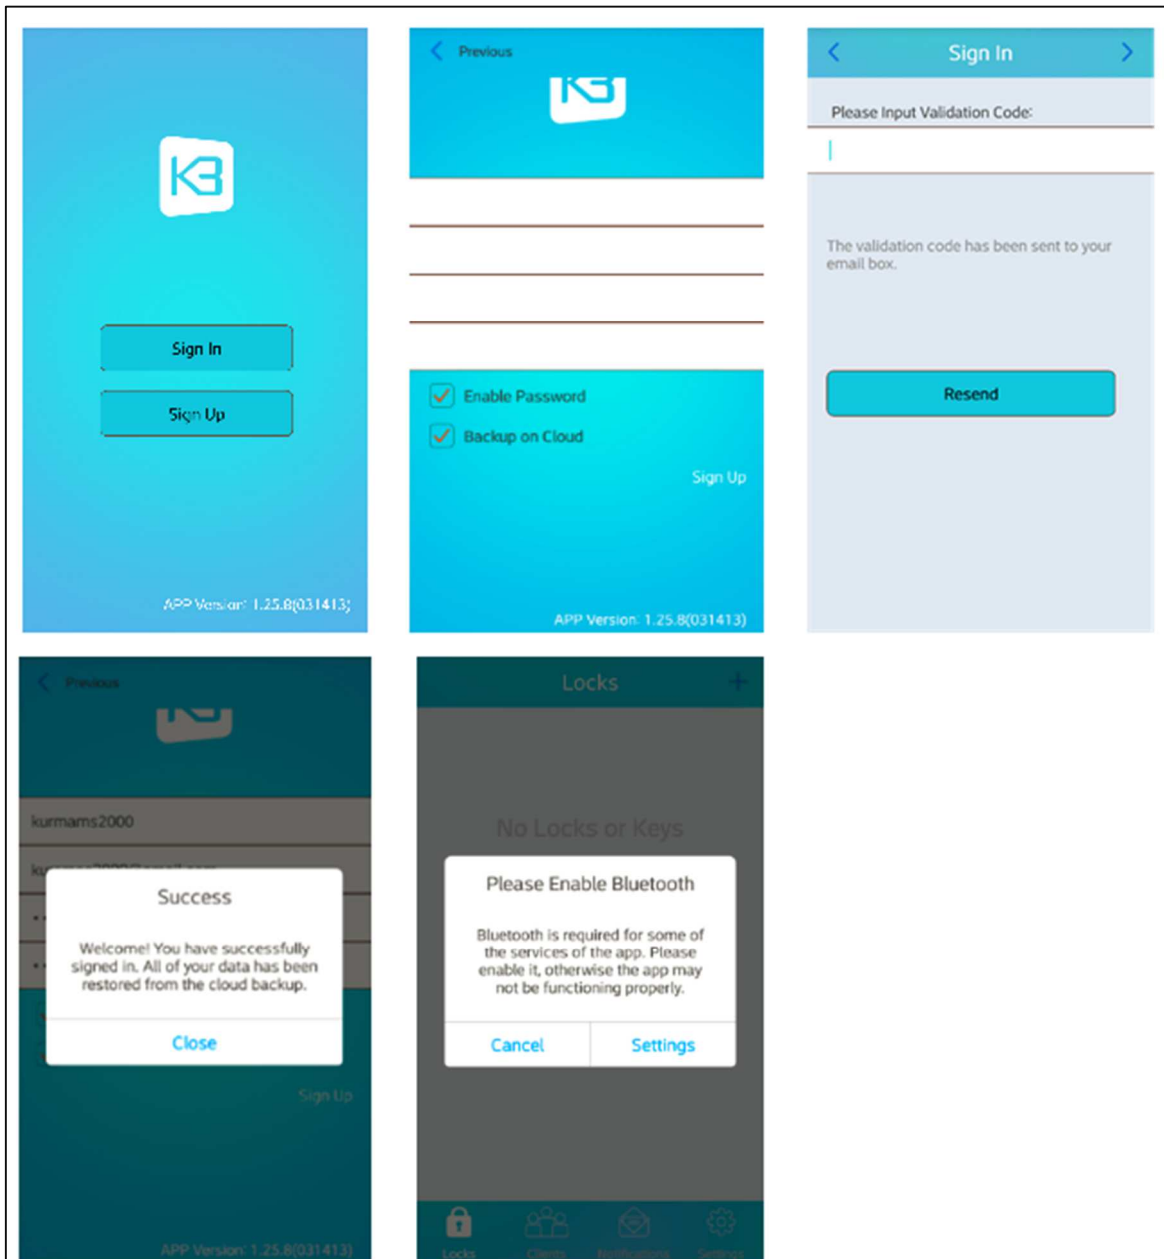 K3
Sign In
Sign Up
APP Version: 1.25.8(031413)
Previous
K3
Enable Password
Backup on Cloud
Sign Up
APP Version: 1.25.8(031413)
Sign In
Please Input Validation Code:
The validation code has been sent to your
email box.
Resend
Previous
kurmams2000
Success
Welcome! You have successfully
signed in. All of your data has been
restored from the cloud backup.
Close
Sign Up
APP Version: 1.25.8(031413)
Locks
No Locks or Keys
Please Enable Bluetooth
Bluetooth is required for some of
the services of the app. Please
enable it, otherwise the app may
not be functioning properly.
Cancel Settings
Locks Clients Notifications Settings